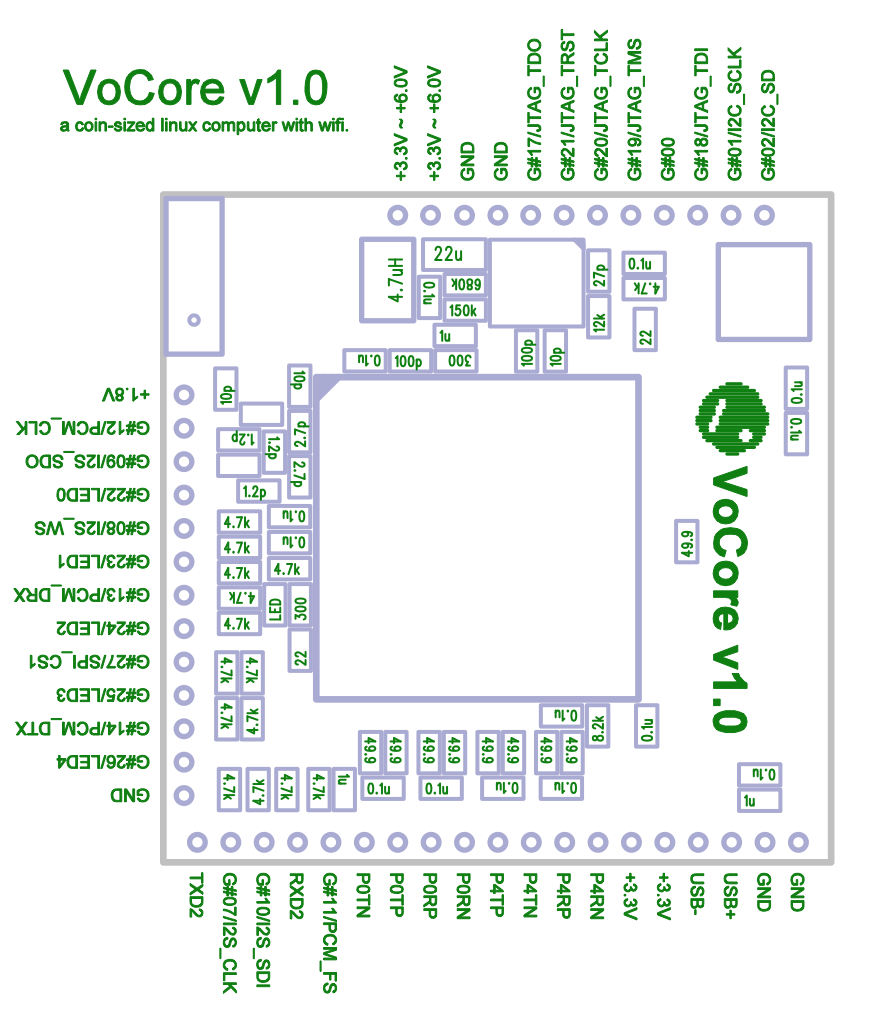 VoCore v1.0
a coin-sized linux computer with wifi.
+3.3V ~ +6.0V
+3.3V ~ +6.0V
GND
GND
G#17/JTAG_TDO
G#21/JTAG_TRST
G#20/JTAG_TCLK
G#19/JTAG_TMS
G#00
G#18/JTAG_TDI
G#01/I2C_SCLK
G#02/I2C_SD
4.7uH
22u
0.1u
680k
150k
1u
0.1u
100p
300
100p
10p
27p
12k
0.1u
4.7k
22
0.1u
0.1u
+1.8V
G#12/PCM_CLK
G#09/I2S_SDO
G#22/LED0
G#08/I2S_WS
G#23/LED1
G#13/PCM_DRX
G#24/LED2
G#27/SPI_CS1
G#25/LED3
G#14/PCM_DTX
G#26/LED4
GND
10p
10p
1.2p
1.2p
2.7p
2.7p
1.2p
4.7k
0.1u
4.7k
0.1u
4.7k
4.7k
4.7k
LED
300
4.7k
22
4.7k
4.7k
4.7k
4.7k
4.7k
4.7k
4.7k
4.7k
1u
49.9
VoCore v1.0
0.1u
8.2k
0.1u
49.9
49.9
49.9
49.9
49.9
49.9
49.9
49.9
0.1u
0.1u
0.1u
0.1u
0.1u
1u
TXD2
G#07/I2S_CLK
G#10/I2S_SDI
RXD2
G#11/PCM_FS
P0TN
P0TP
P0RP
P0RN
P4TP
P4TN
P4RP
P4RN
+3.3V
+3.3V
USB-
USB+
GND
GND